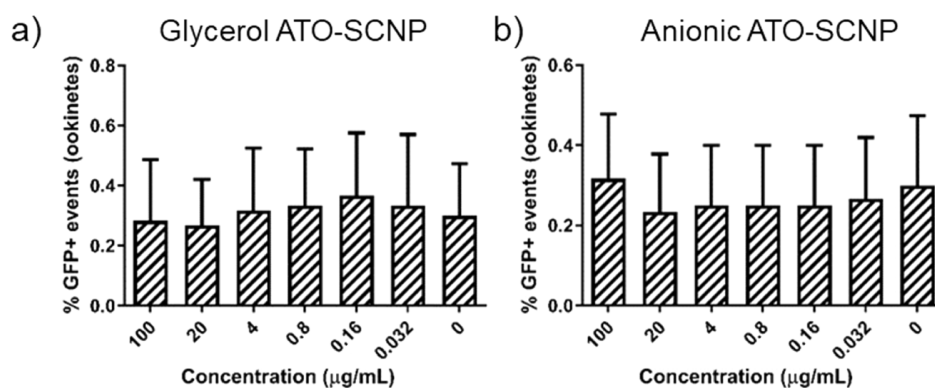 a) Glycerol ATO-SCNP
% GFP+ events (ookinetes)
0.8
0.6
0.4
0.2
0.0
100 20 4 0.8 0.16 0.032 0
Concentration (μg/mL)
b) Anionic ATO-SCNP
% GFP+ events (ookinetes)
0.6
0.4
0.2
0.0
100 20 4 0.8 0.16 0.032 0
Concentration (μg/mL)